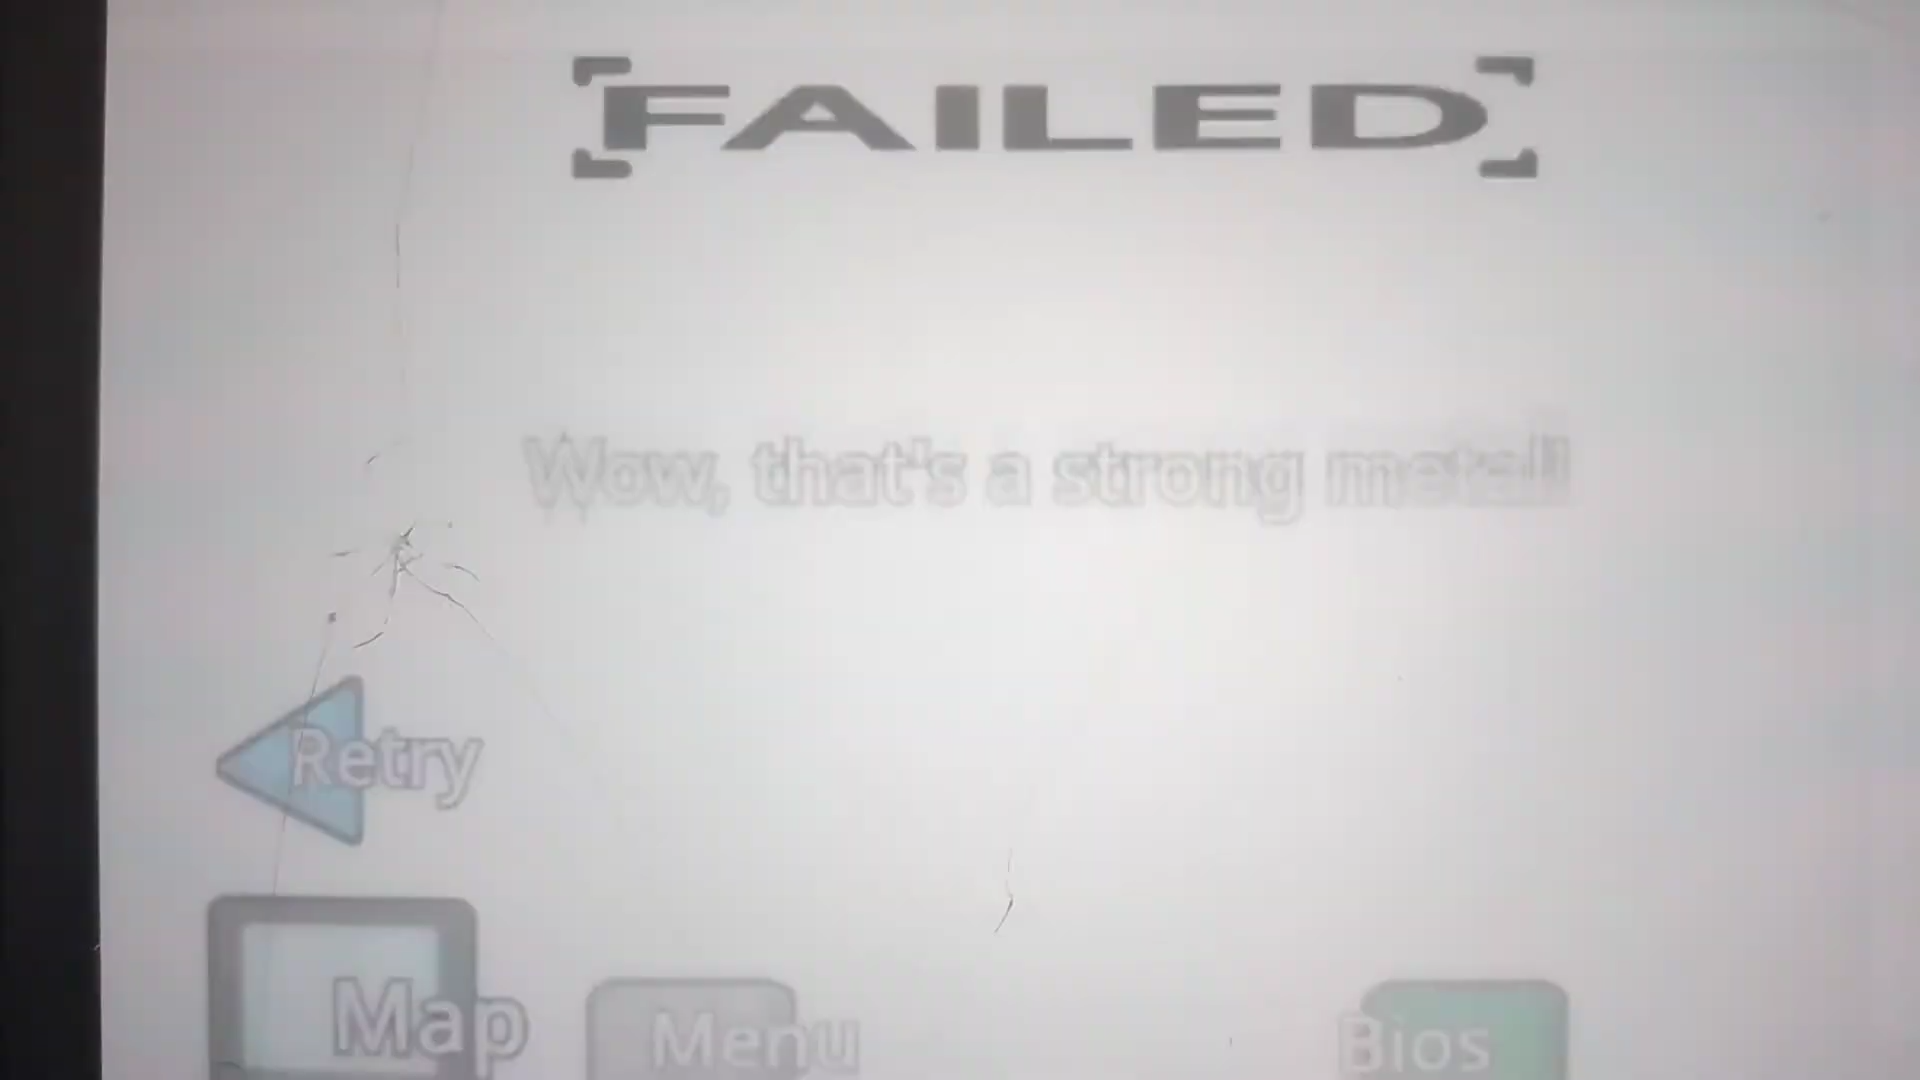 FAILED
Wow, that's a strong metal!
Retry
Map
Menu
Bios